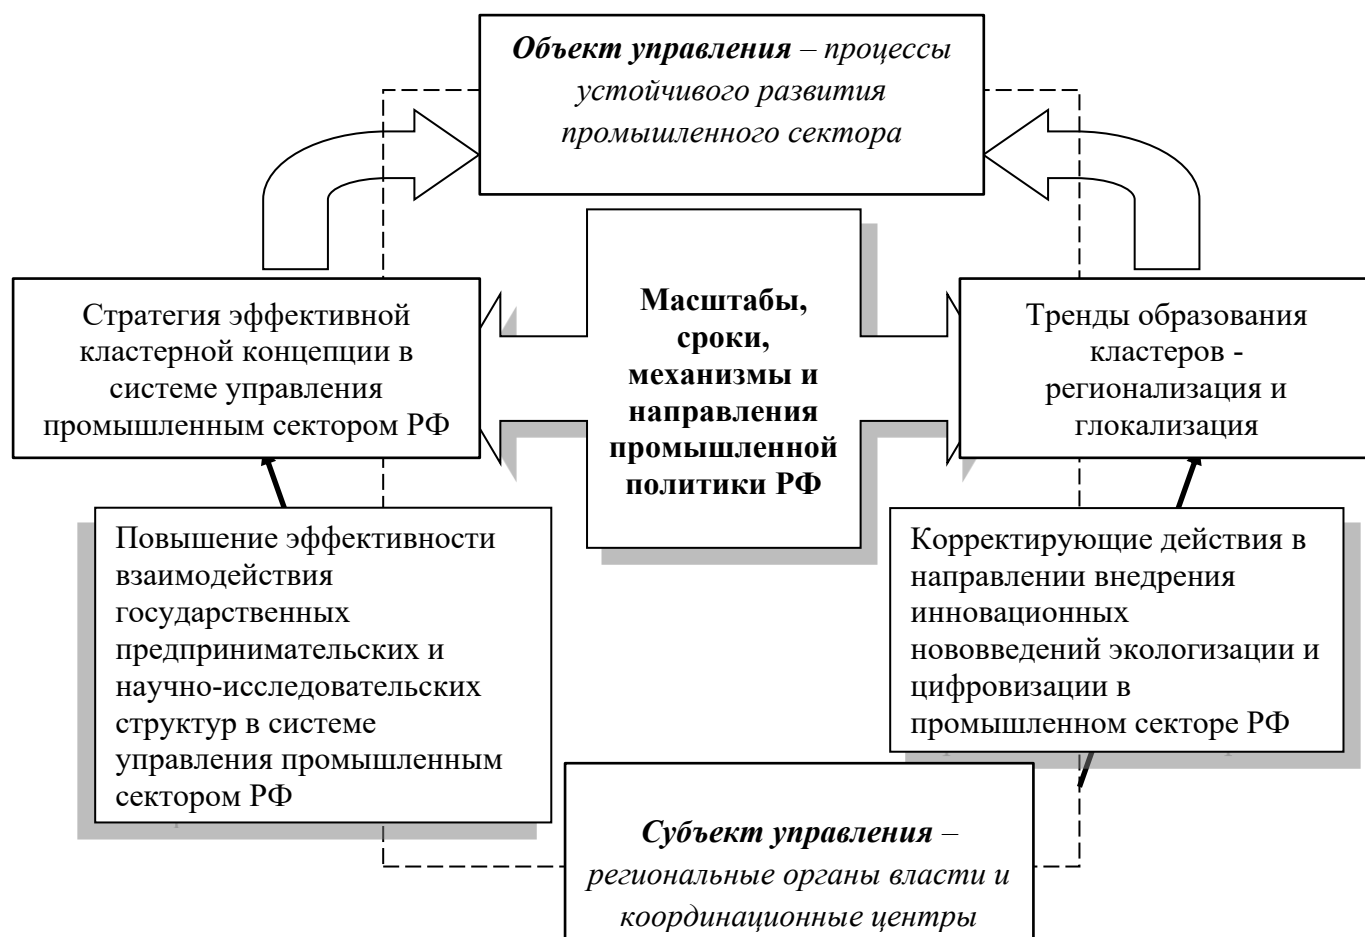 Объект управления – процессы
устойчивого развития
промышленного сектора
Стратегия эффективной
кластерной концепции в
системе управления
промышленным сектором РФ
Масштабы,
сроки,
механизмы и
направления
промышленной
политики РФ
Тренды образования
кластеров -
регионализация и
глокализация
Повышение эффективности
взаимодействия
государственных
предпринимательских и
научно-исследовательских
структур в системе
управления промышленным
сектором РФ
Корректирующие действия в
направлении внедрения
инновационных
нововведений экологизации и
цифровизации в
промышленном секторе РФ
Субъект управления –
региональные органы власти и
координационные центры